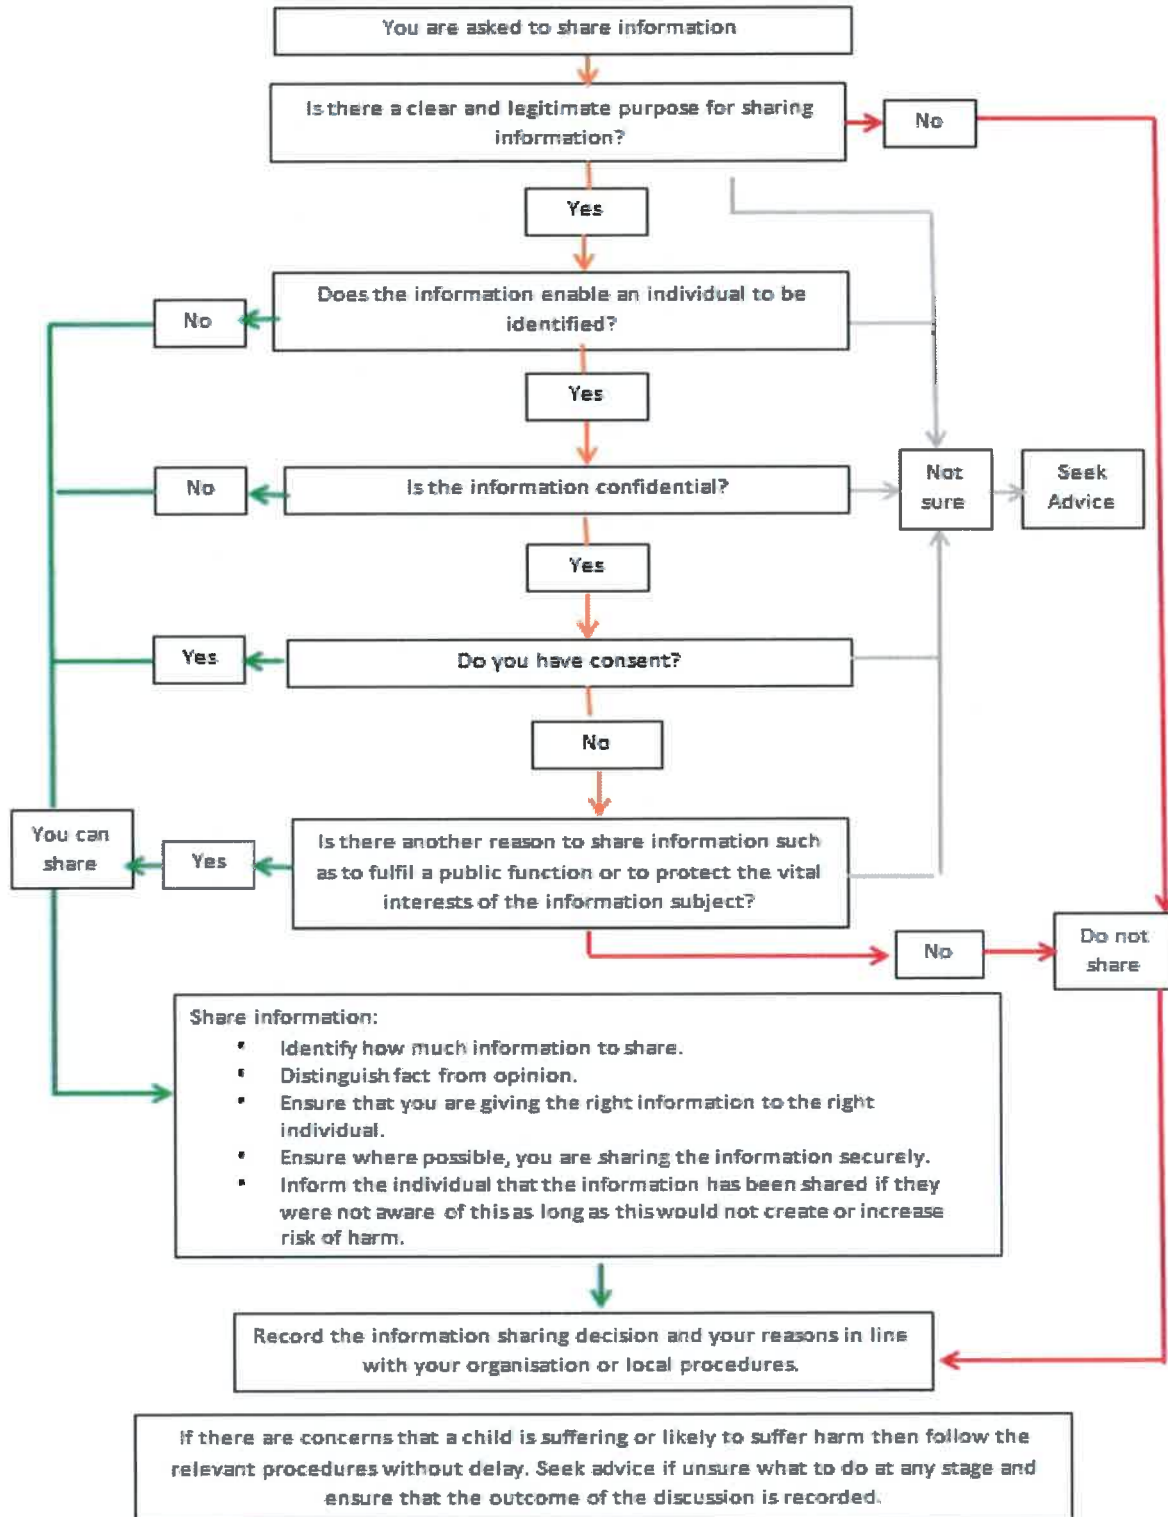 You are asked to share information
Is there a clear and legitimate purpose for sharing
information?
No
Yes
Does the information enable an individual to be
identified?
No
Yes
Is the information confidential?
No
Not
sure
Seek
Advice
Yes
Do you have consent?
Yes
No
Is there another reason to share information such
as to fulfil a public function or to protect the vital
interests of the information subject?
Yes
You can
share
No
Do not
share
Share information:
▪ Identify how much information to share.
▪ Distinguish fact from opinion.
▪ Ensure that you are giving the right information to the right
individual.
▪ Ensure where possible, you are sharing the information securely.
▪ Inform the individual that the information has been shared if they
were not aware of this as long as this would not create or increase
risk of harm.
Record the information sharing decision and your reasons in line
with your organisation or local procedures.
If there are concerns that a child is suffering or likely to suffer harm then follow the
relevant procedures without delay. Seek advice if unsure what to do at any stage and
ensure that the outcome of the discussion is recorded.